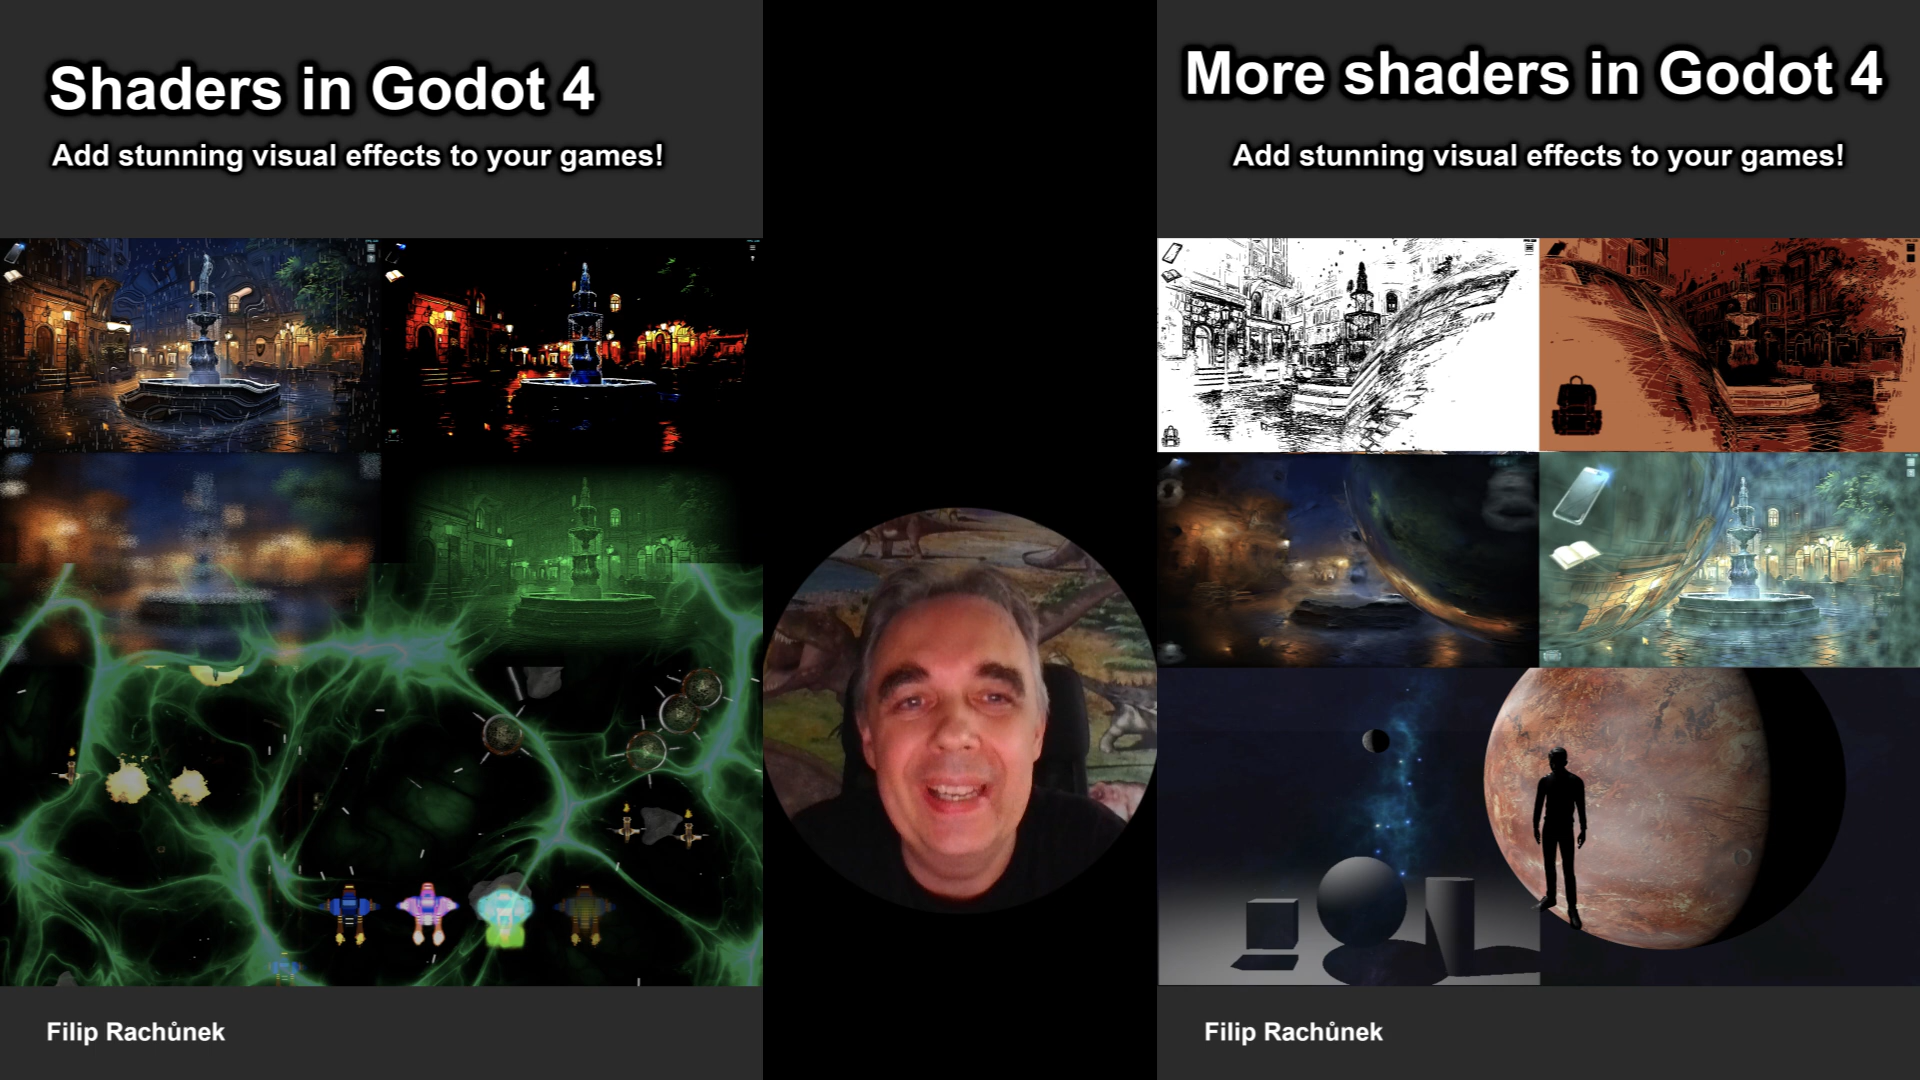 Shaders in Godot 4
Add stunning visual effects to your games!
Filip Rachůnek
More shaders in Godot 4
Add stunning visual effects to your games!
Filip Rachůnek